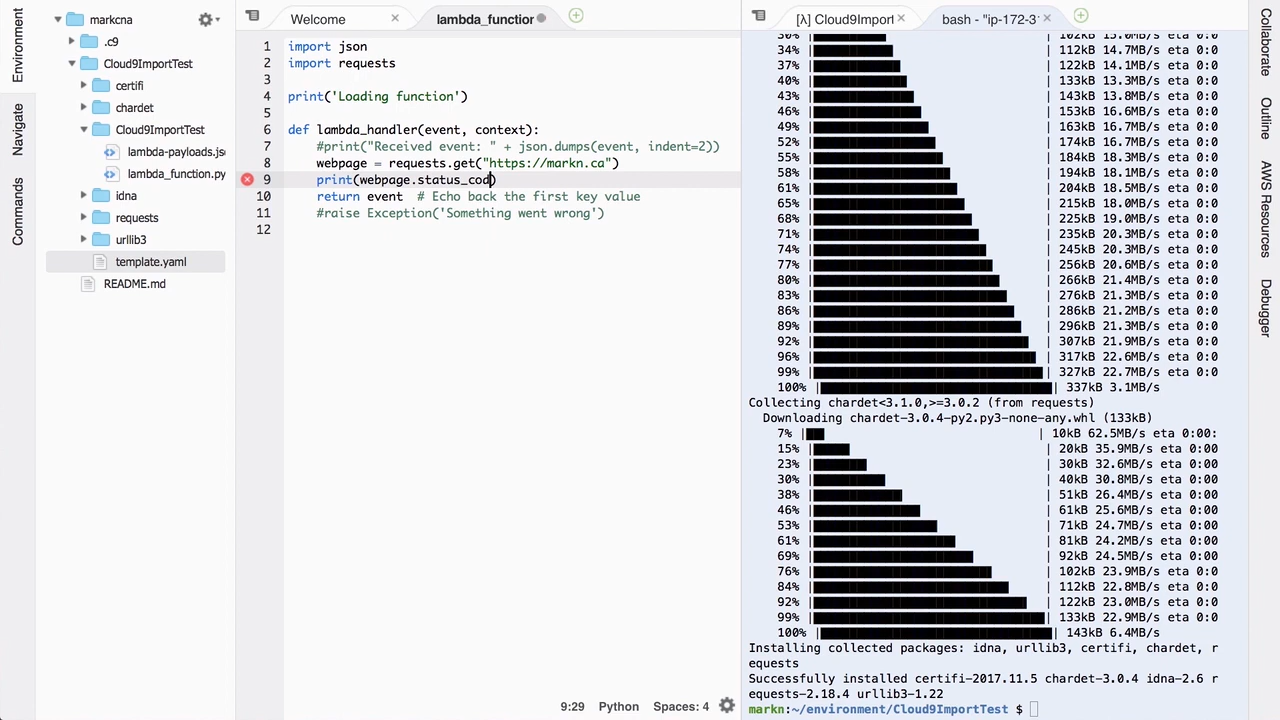 Environment
Navigate
Commands
markcna
.c9
Cloud9ImportTest
certifi
chardet
Cloud9ImportTest
lambda-payloads.js
lambda_function.py
idna
requests
urllib3
template.yaml
README.md
Welcome
lambda_function
1 import json
2 import requests
3
4 print('Loading function')
5
6 def lambda_handler(event, context):
7 #print("Received event: " + json.dumps(event, indent=2))
8 webpage = requests.get("https://markn.ca")
9 print(webpage.status_cod)
10 return event  # Echo back the first key value
11 #raise Exception('Something went wrong')
12
9:29 Python Spaces: 4
[λ] Cloud9Import
bash - "ip-172-3
30% | | 102kB 15.0MB/s eta 0:0
34% | | 112kB 14.7MB/s eta 0:0
37% | | 122kB 14.1MB/s eta 0:0
40% | | 133kB 13.3MB/s eta 0:0
43% | | 143kB 13.8MB/s eta 0:0
46% | | 153kB 16.6MB/s eta 0:0
49% | | 163kB 16.7MB/s eta 0:0
52% | | 174kB 16.7MB/s eta 0:0
55% | | 184kB 18.3MB/s eta 0:0
58% | | 194kB 19.1MB/s eta 0:0
61% | | 204kB 18.5MB/s eta 0:0
65% | | 215kB 18.0MB/s eta 0:0
68% | | 225kB 19.0MB/s eta 0:0
71% | | 235kB 20.3MB/s eta 0:0
74% | | 245kB 20.3MB/s eta 0:0
77% | | 256kB 20.6MB/s eta 0:0
80% | | 266kB 21.4MB/s eta 0:0
83% | | 276kB 21.3MB/s eta 0:0
86% | | 286kB 21.2MB/s eta 0:0
89% | | 296kB 21.3MB/s eta 0:0
92% | | 307kB 21.9MB/s eta 0:0
96% | | 317kB 22.6MB/s eta 0:0
99% | | 327kB 22.7MB/s eta 0:0
100% | | 337kB 3.1MB/s
Collecting chardet<3.1.0,>=3.0.2 (from requests)
Downloading chardet-3.0.4-py2.py3-none-any.whl (133kB)
7% | | 10kB 62.5MB/s eta 0:00:
15% | | 20kB 35.9MB/s eta 0:00
23% | | 30kB 32.6MB/s eta 0:00
30% | | 40kB 30.8MB/s eta 0:00
38% | | 51kB 26.4MB/s eta 0:00
46% | | 61kB 25.6MB/s eta 0:00
53% | | 71kB 24.7MB/s eta 0:00
61% | | 81kB 24.2MB/s eta 0:00
69% | | 92kB 24.5MB/s eta 0:00
76% | | 102kB 23.9MB/s eta 0:0
84% | | 112kB 22.8MB/s eta 0:0
92% | | 122kB 23.0MB/s eta 0:0
99% | | 133kB 22.9MB/s eta 0:0
100% | | 143kB 6.4MB/s
Installing collected packages: idna, urllib3, certifi, chardet, r
equests
Successfully installed certifi-2017.11.5 chardet-3.0.4 idna-2.6 r
equests-2.18.4 urllib3-1.22
markn:~/environment/Cloud9ImportTest $
Collaborate
Outline
AWS Resources
Debugger